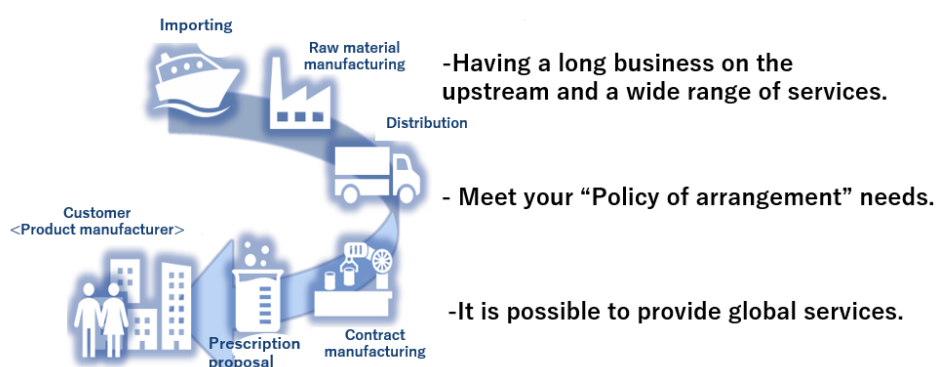 Importing
Raw material
manufacturing
Distribution
Customer
<Product manufacturer>
Prescription
proposal
Contract
manufacturing
-Having a long business on the
upstream and a wide range of services.
- Meet your “Policy of arrangement” needs.
-It is possible to provide global services.